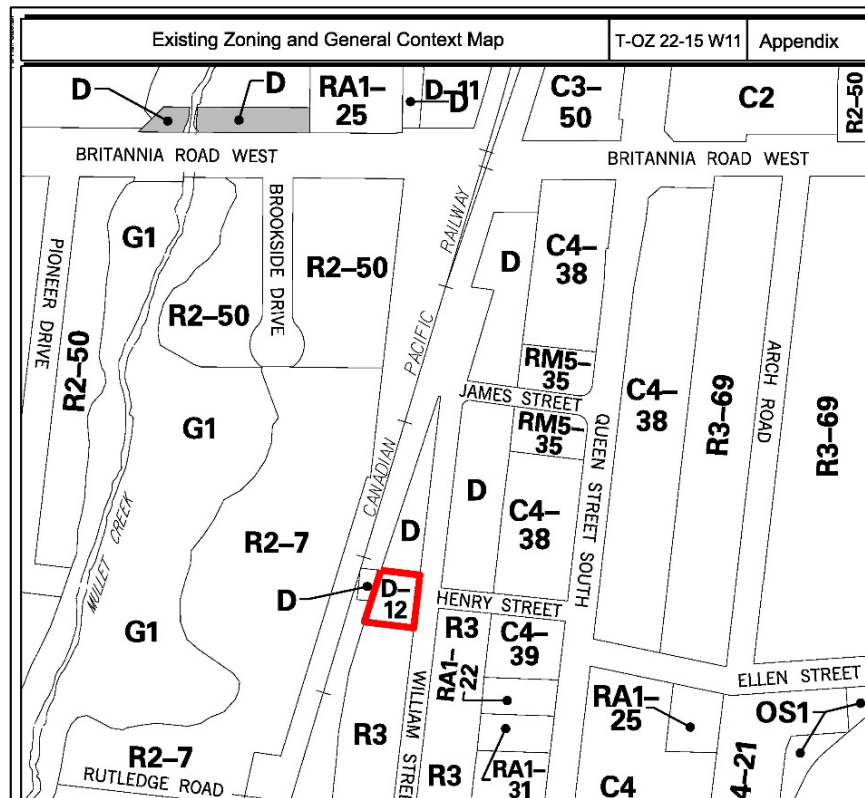 Existing Zoning and General Context Map
T-OZ 22-15 W11
Appendix
D
D
RA1–
25
D–11
D
C3–
50
C2
R2–50
BRITANNIA ROAD WEST
BRITANNIA ROAD WEST
PIONEER DRIVE
G1
BROOKSIDE DRIVE
R2–50
RAILWAY
D
C4–
38
R2–50
R2–50
PACIFIC
RM5–
35
ARCH ROAD
JAMES STREET
C4–
38
R3–69
R3–69
G1
RM5–
35
QUEEN STREET SOUTH
CANADIAN
D
D
C4–
38
R2–7
MULLET CREEK
D
D–
12
HENRY STREET
G1
R3
C4–
39
RA1–
22
ELLEN STREET
WILLIAM STRE
RA1–
25
OS1
R3
R2–7
RUTLEDGE ROAD
R3
RA1–
31
C4
4–21